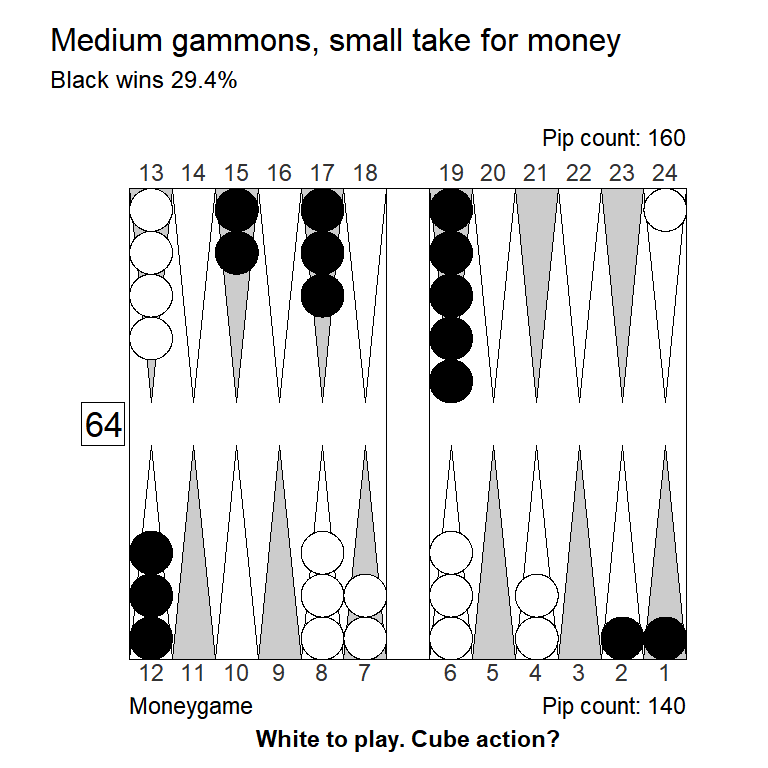 Medium gammons, small take for money
Black wins 29.4%
Pip count: 160
13 14 15 16 17 18 19 20 21 22 23 24
64
12 11 10 9 8 7 6 5 4 3 2 1
Moneygame Pip count: 140
White to play. Cube action?